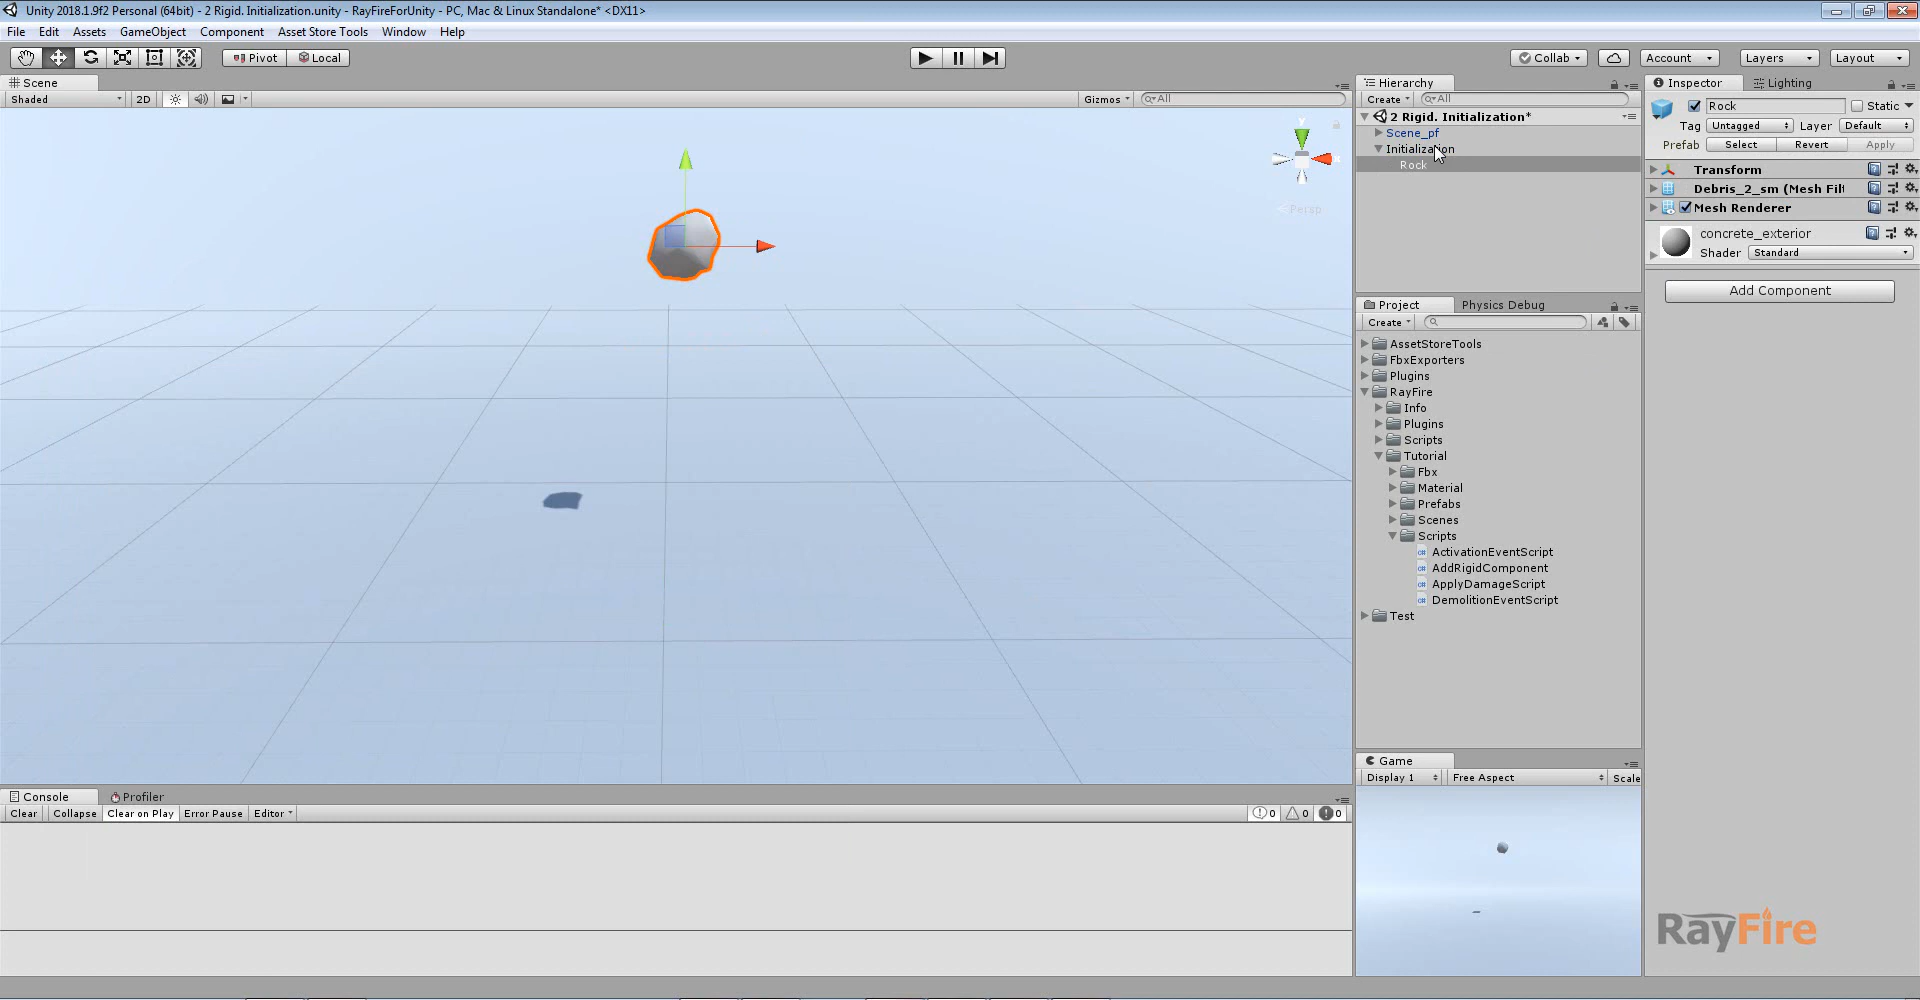 Unity 2018.1.9f2 Personal (64bit) - 2 Rigid. Initialization.unity - RayFireForUnity - PC, Mac & Linux Standalone* <DX11>
File Edit Assets GameObject Component Asset Store Tools Window Help
Pivot Local Collab Account Layers Layout
Scene
Shaded 2D Gizmos All
y
x
Persp
Hierarchy
Create All
2 Rigid. Initialization*
Scene_pf
Initialization
Rock
Project Physics Debug
Create
AssetStoreTools
FbxExporters
Plugins
RayFire
Info
Plugins
Scripts
Tutorial
Fbx
Material
Prefabs
Scenes
Scripts
ActivationEventScript
AddRigidComponent
ApplyDamageScript
DemolitionEventScript
Test
Game
Display 1 Free Aspect Scale
Inspector Lighting
Rock Static
Tag Untagged Layer Default
Prefab Select Revert Apply
Transform
Debris_2_sm (Mesh Filt
Mesh Renderer
concrete_exterior
Shader Standard
Add Component
Console Profiler
Clear Collapse Clear on Play Error Pause Editor 0 0 0
RayFire